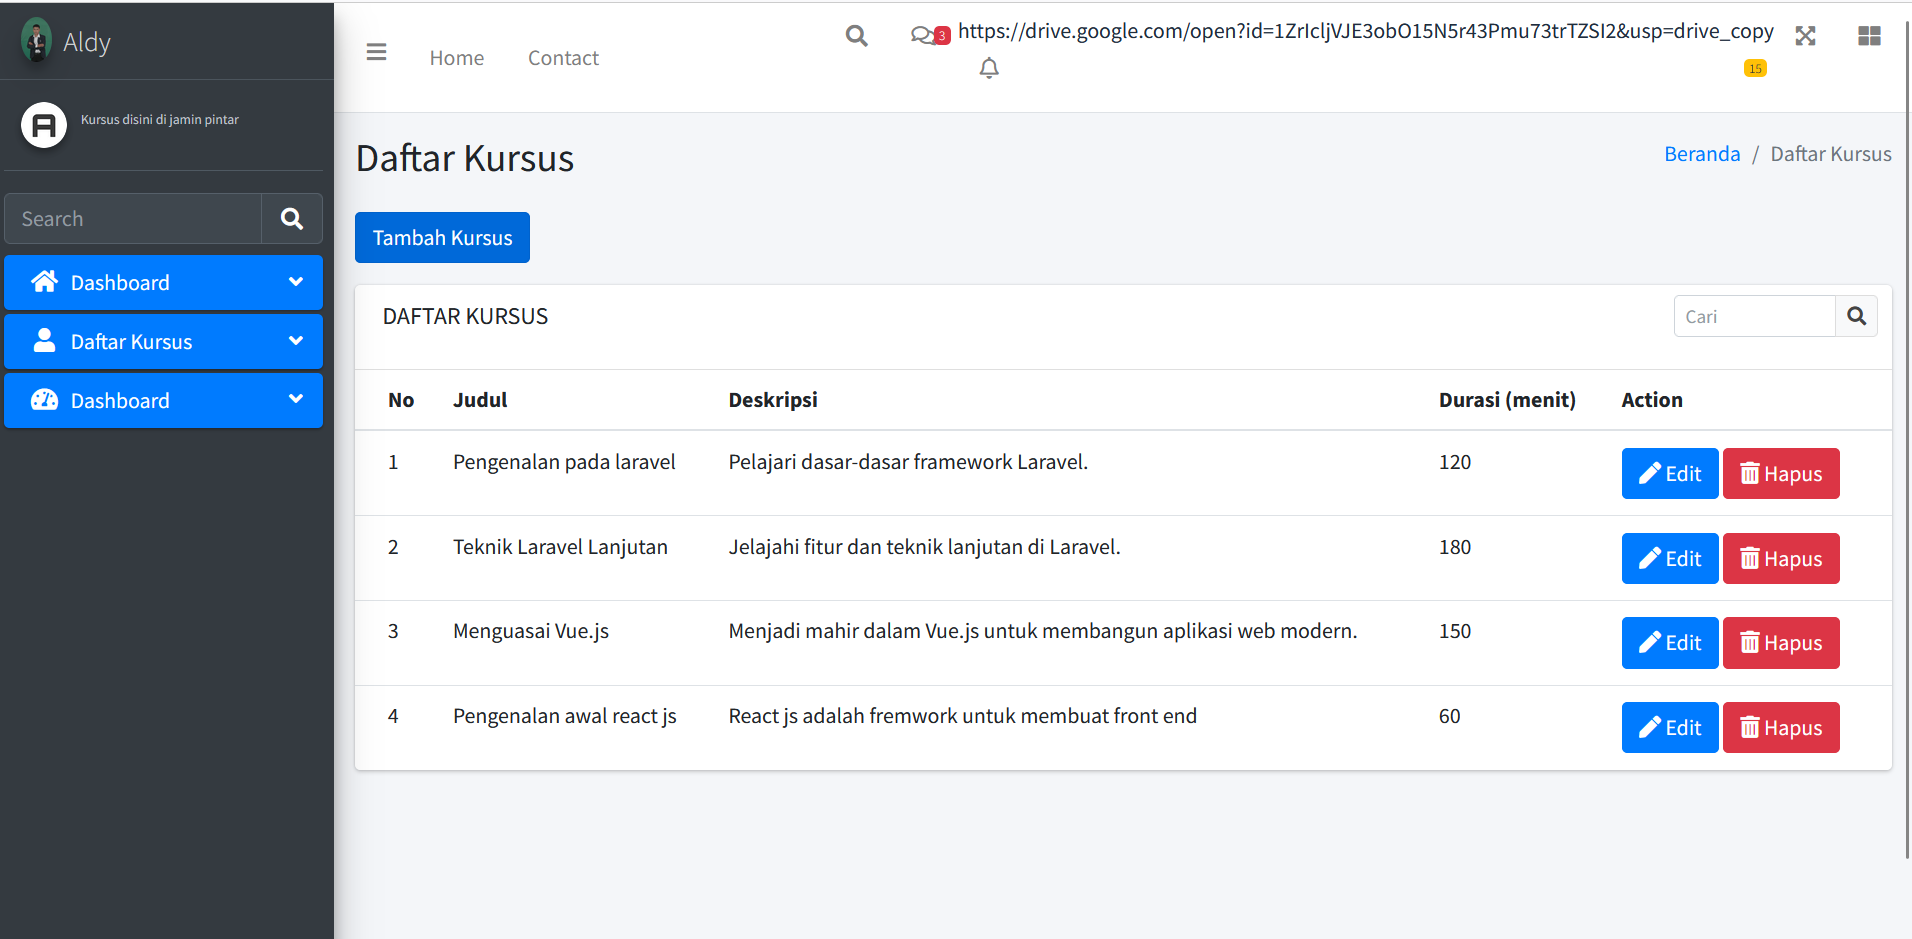 Aldy
Kursus disini di jamin pintar
Search
Dashboard
Daftar Kursus
Dashboard
Home Contact
3 https://drive.google.com/open?id=1ZrIcljVJE3obO15N5r43Pmu73trTZSI2&usp=drive_copy
15
Daftar Kursus
Beranda / Daftar Kursus
Tambah Kursus
DAFTAR KURSUS
Cari
No Judul Deskripsi Durasi (menit) Action
1 Pengenalan pada laravel Pelajari dasar-dasar framework Laravel. 120 Edit Hapus
2 Teknik Laravel Lanjutan Jelajahi fitur dan teknik lanjutan di Laravel. 180 Edit Hapus
3 Menguasai Vue.js Menjadi mahir dalam Vue.js untuk membangun aplikasi web modern. 150 Edit Hapus
4 Pengenalan awal react js React js adalah fremwork untuk membuat front end 60 Edit Hapus